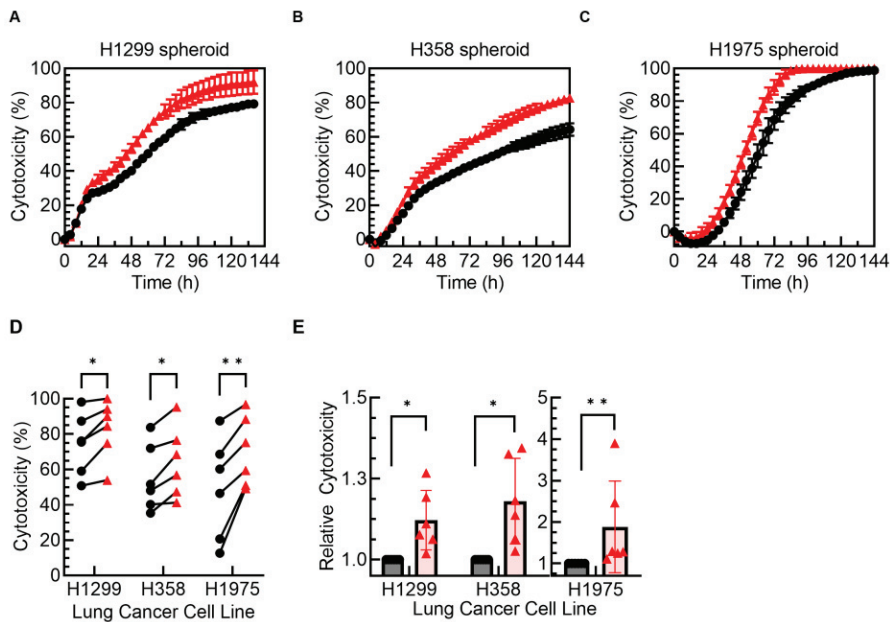 A
H1299 spheroid
Cytotoxicity (%)
100
80
60
40
20
0
0 24 48 72 96 120 144
Time (h)
B
H358 spheroid
Cytotoxicity (%)
100
80
60
40
20
0
0 24 48 72 96 120 144
Time (h)
C
H1975 spheroid
Cytotoxicity (%)
100
80
60
40
20
0
0 24 48 72 96 120 144
Time (h)
D
* * **
Cytotoxicity (%)
100
80
60
40
20
0
H1299 H358 H1975
Lung Cancer Cell Line
E
* * **
Relative Cytotoxicity
1.5
1.3
1.0
5
4
3
2
1
H1299 H358 H1975
Lung Cancer Cell Line